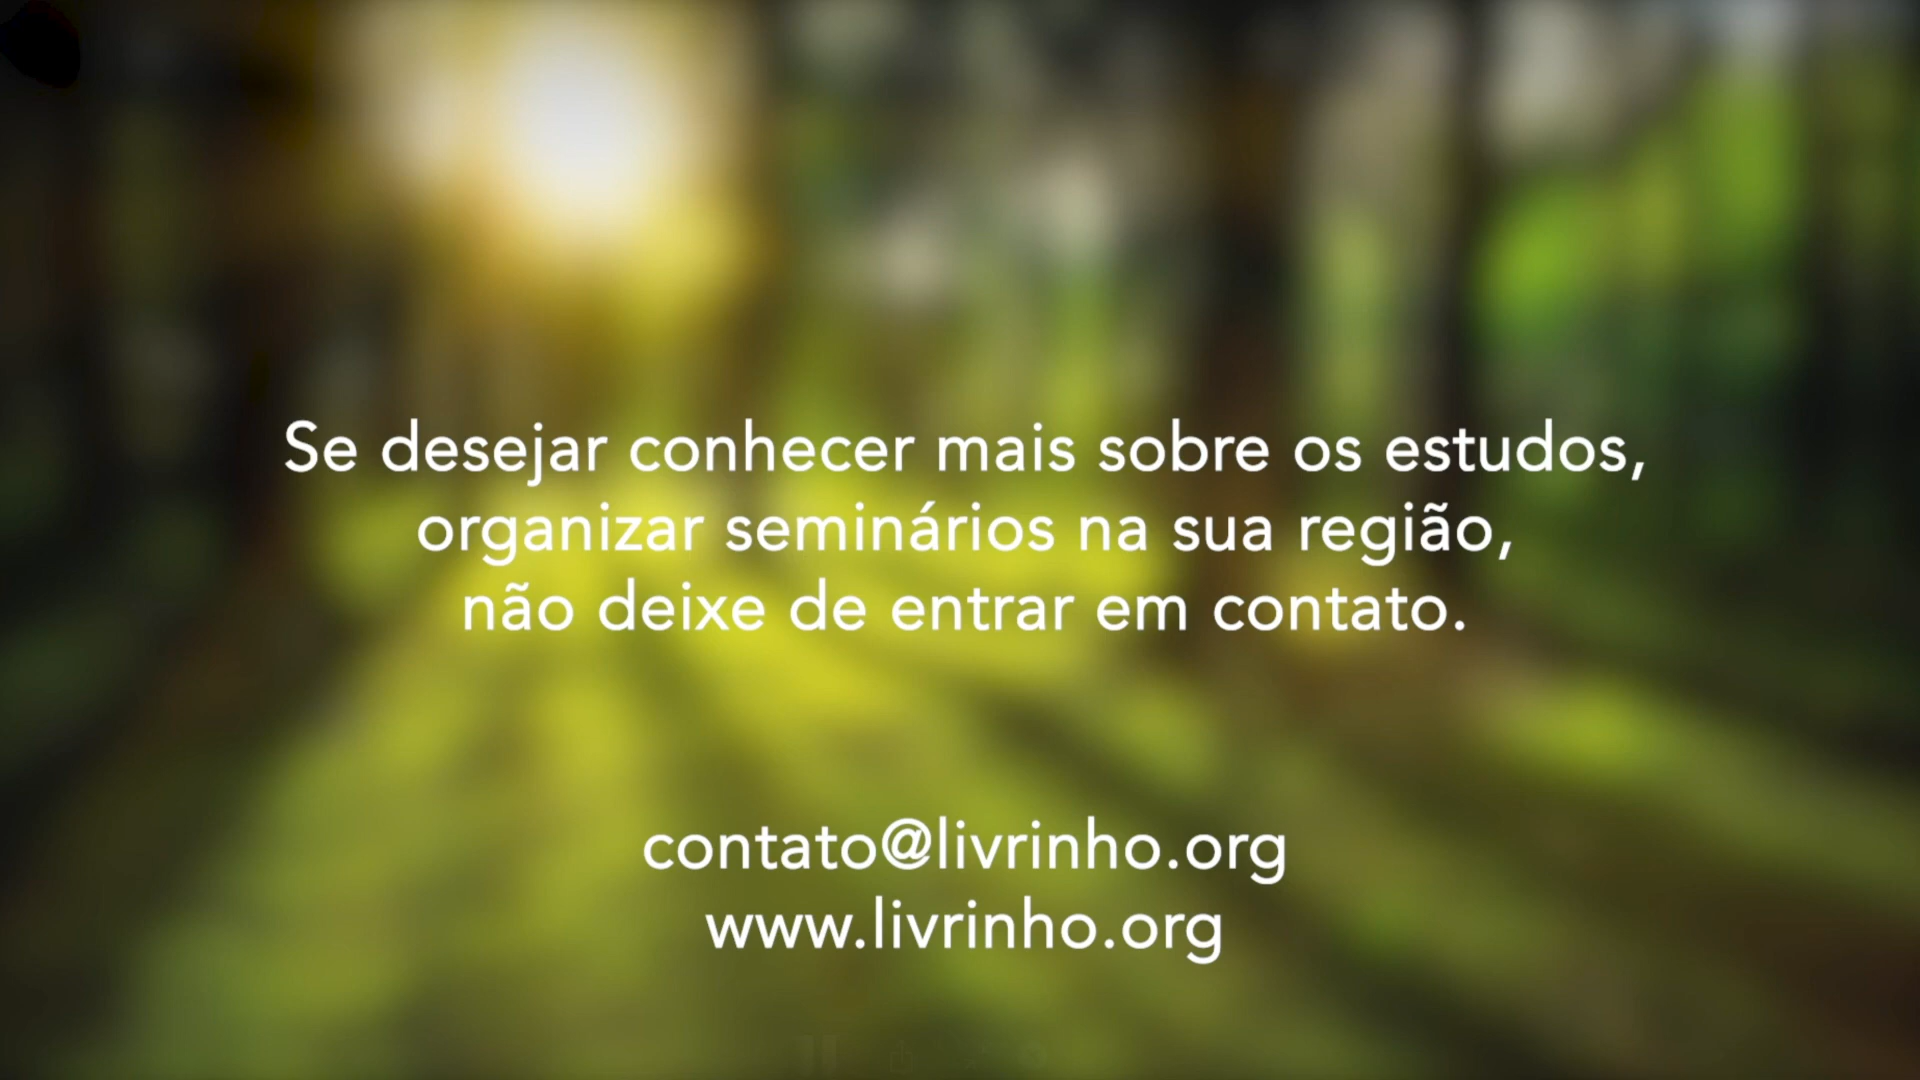 Se desejar conhecer mais sobre os estudos,
organizar seminários na sua região,
não deixe de entrar em contato.
contato@livrinho.org
www.livrinho.org